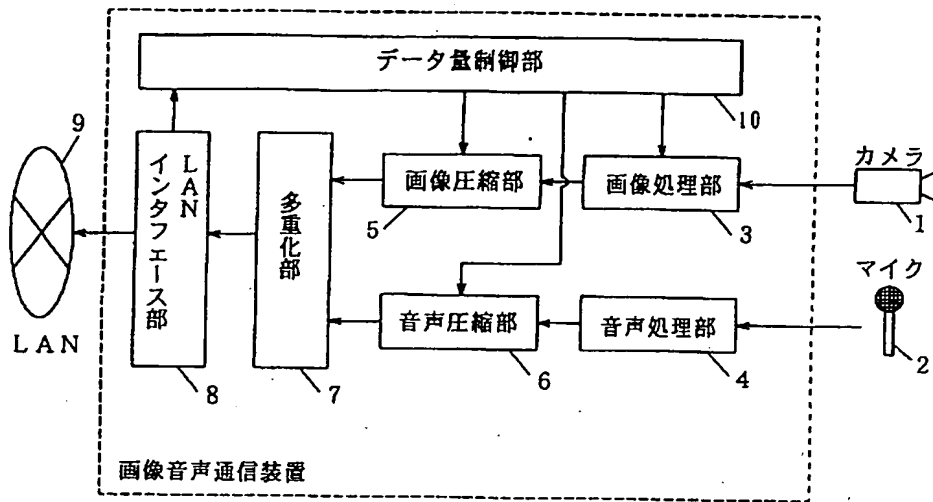 データ量制御部
10
9
LAN
インタフェース部
8
多重化部
7
画像圧縮部
5
画像処理部
3
カメラ
1
マイク
2
音声圧縮部
6
音声処理部
4
LAN
画像音声通信装置